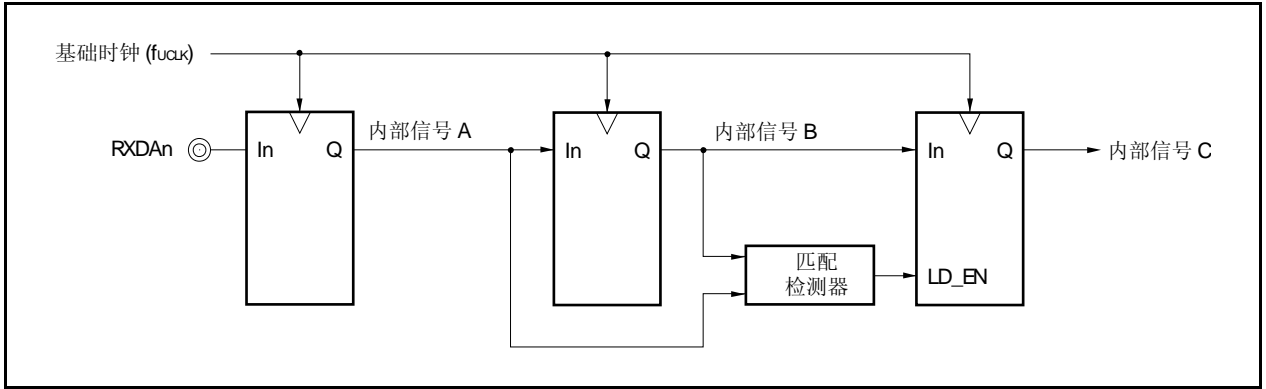 基础时钟 (fUCLK)
内部信号 A
内部信号 B
RXDAn
In
Q
In
Q
In
Q
内部信号 C
匹配
检测器
LD_EN